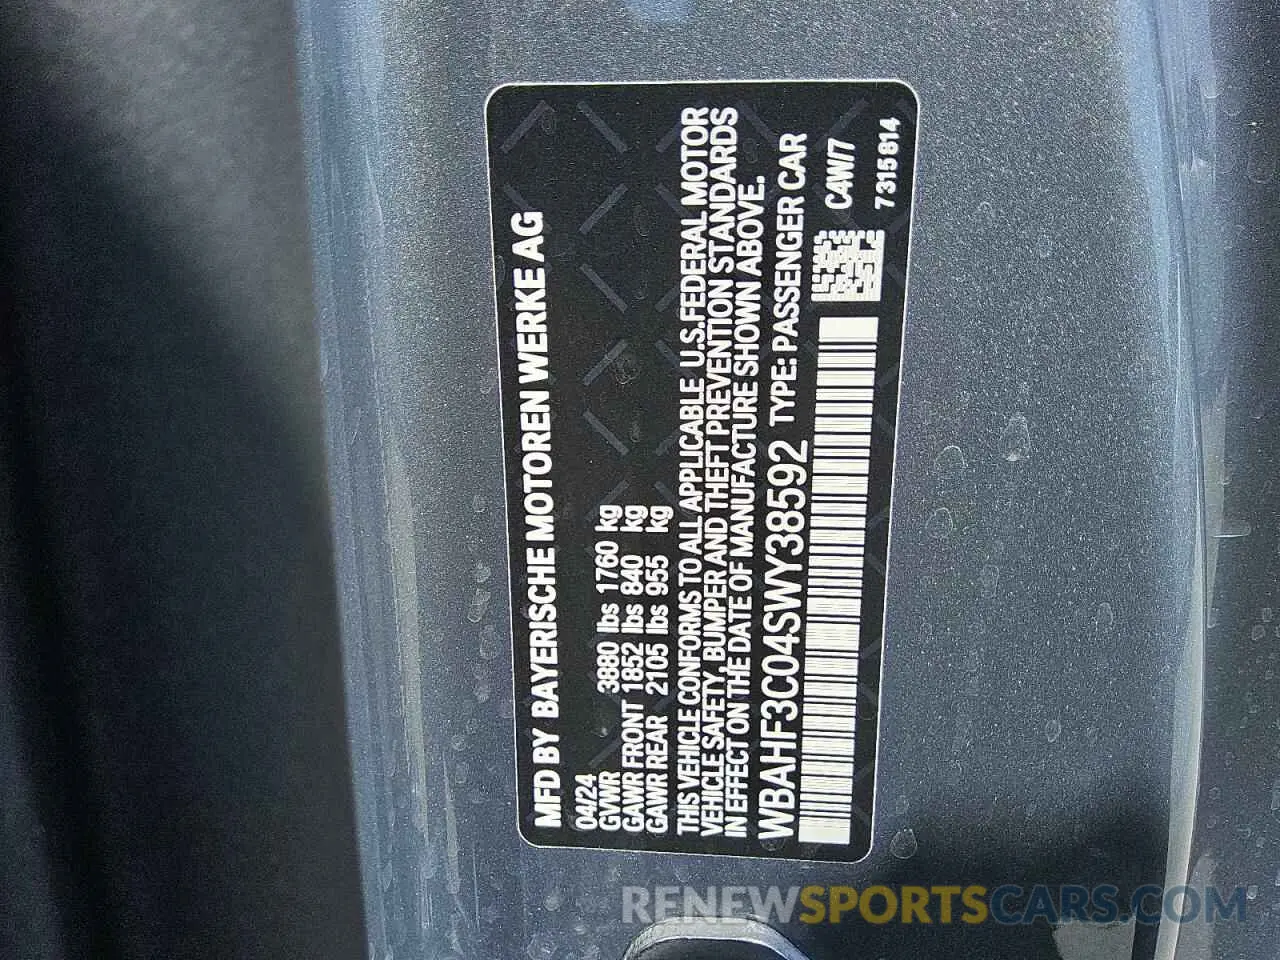 MFD BY BAYERISCHE MOTOREN WERKE AG
04/24
GVWR 3880 lbs 1760 kg
GAWR FRONT 1852 lbs 840 kg
GAWR REAR 2105 lbs 955 kg
THIS VEHICLE CONFORMS TO ALL APPLICABLE U.S.FEDERAL MOTOR
VEHICLE SAFETY, BUMPER AND THEFT PREVENTION STANDARDS
IN EFFECT ON THE DATE OF MANUFACTURE SHOWN ABOVE.
WBAHF3C04SWY38592 TYPE: PASSENGER CAR
C4W/7
7315814
RENEWSPORTSCARS.COM